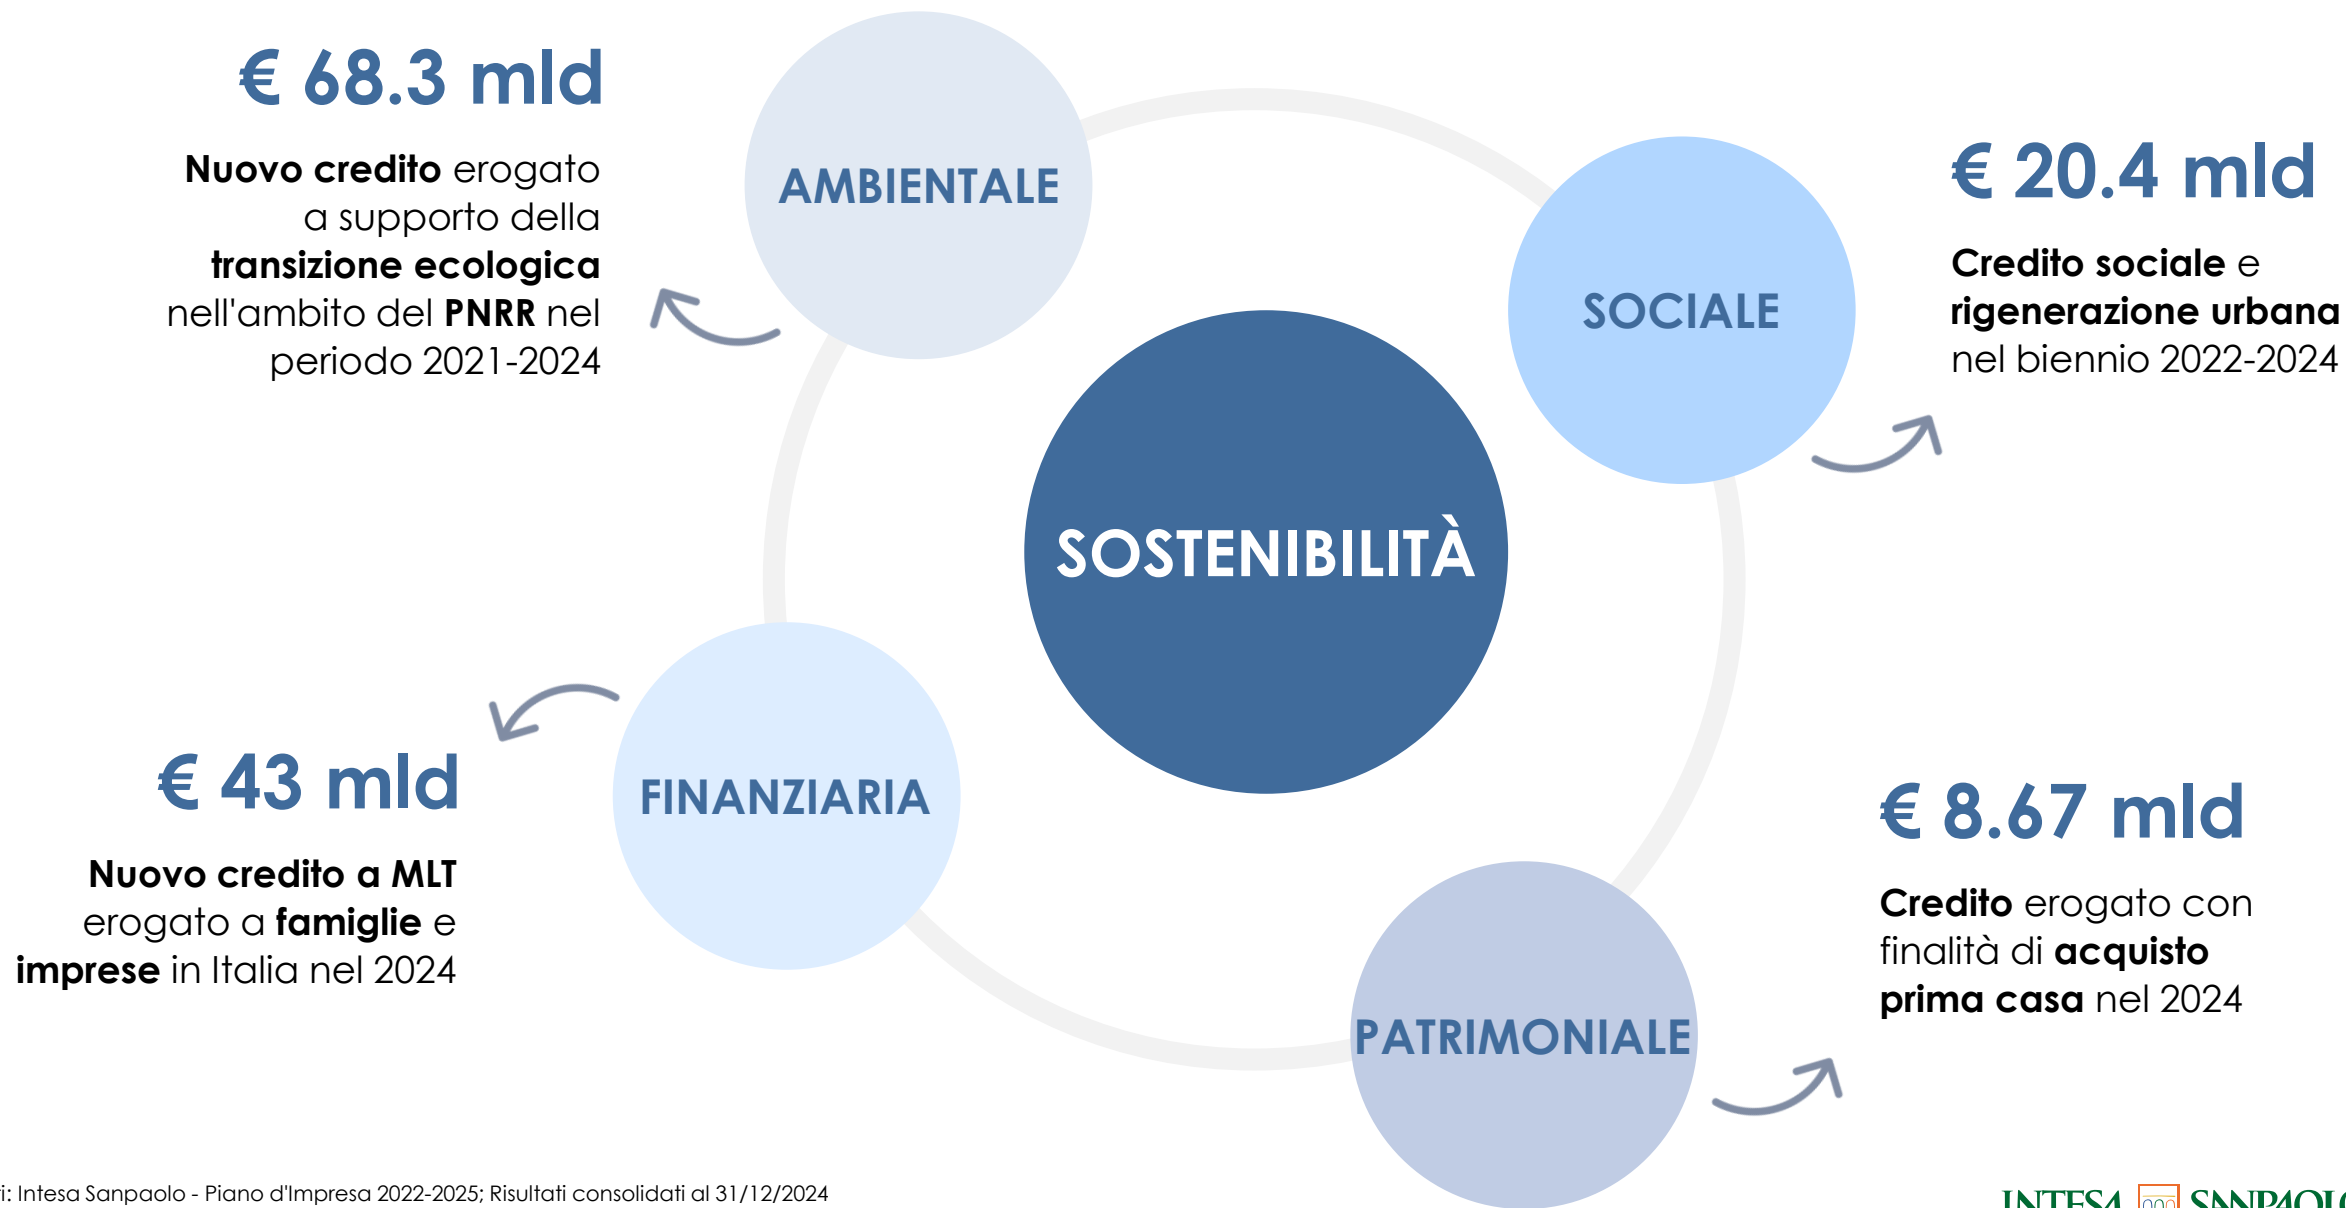 € 68.3 mld
Nuovo credito erogato
a supporto della
transizione ecologica
nell'ambito del PNRR nel
periodo 2021-2024
AMBIENTALE
SOCIALE
€ 20.4 mld
Credito sociale e
rigenerazione urbana
nel biennio 2022-2024
SOSTENIBILITÀ
€ 43 mld
Nuovo credito a MLT
erogato a famiglie e
imprese in Italia nel 2024
FINANZIARIA
PATRIMONIALE
€ 8.67 mld
Credito erogato con
finalità di acquisto
prima casa nel 2024
Intesa Sanpaolo - Piano d'Impresa 2022-2025; Risultati consolidati al 31/12/2024
INTESA SANPAOLO